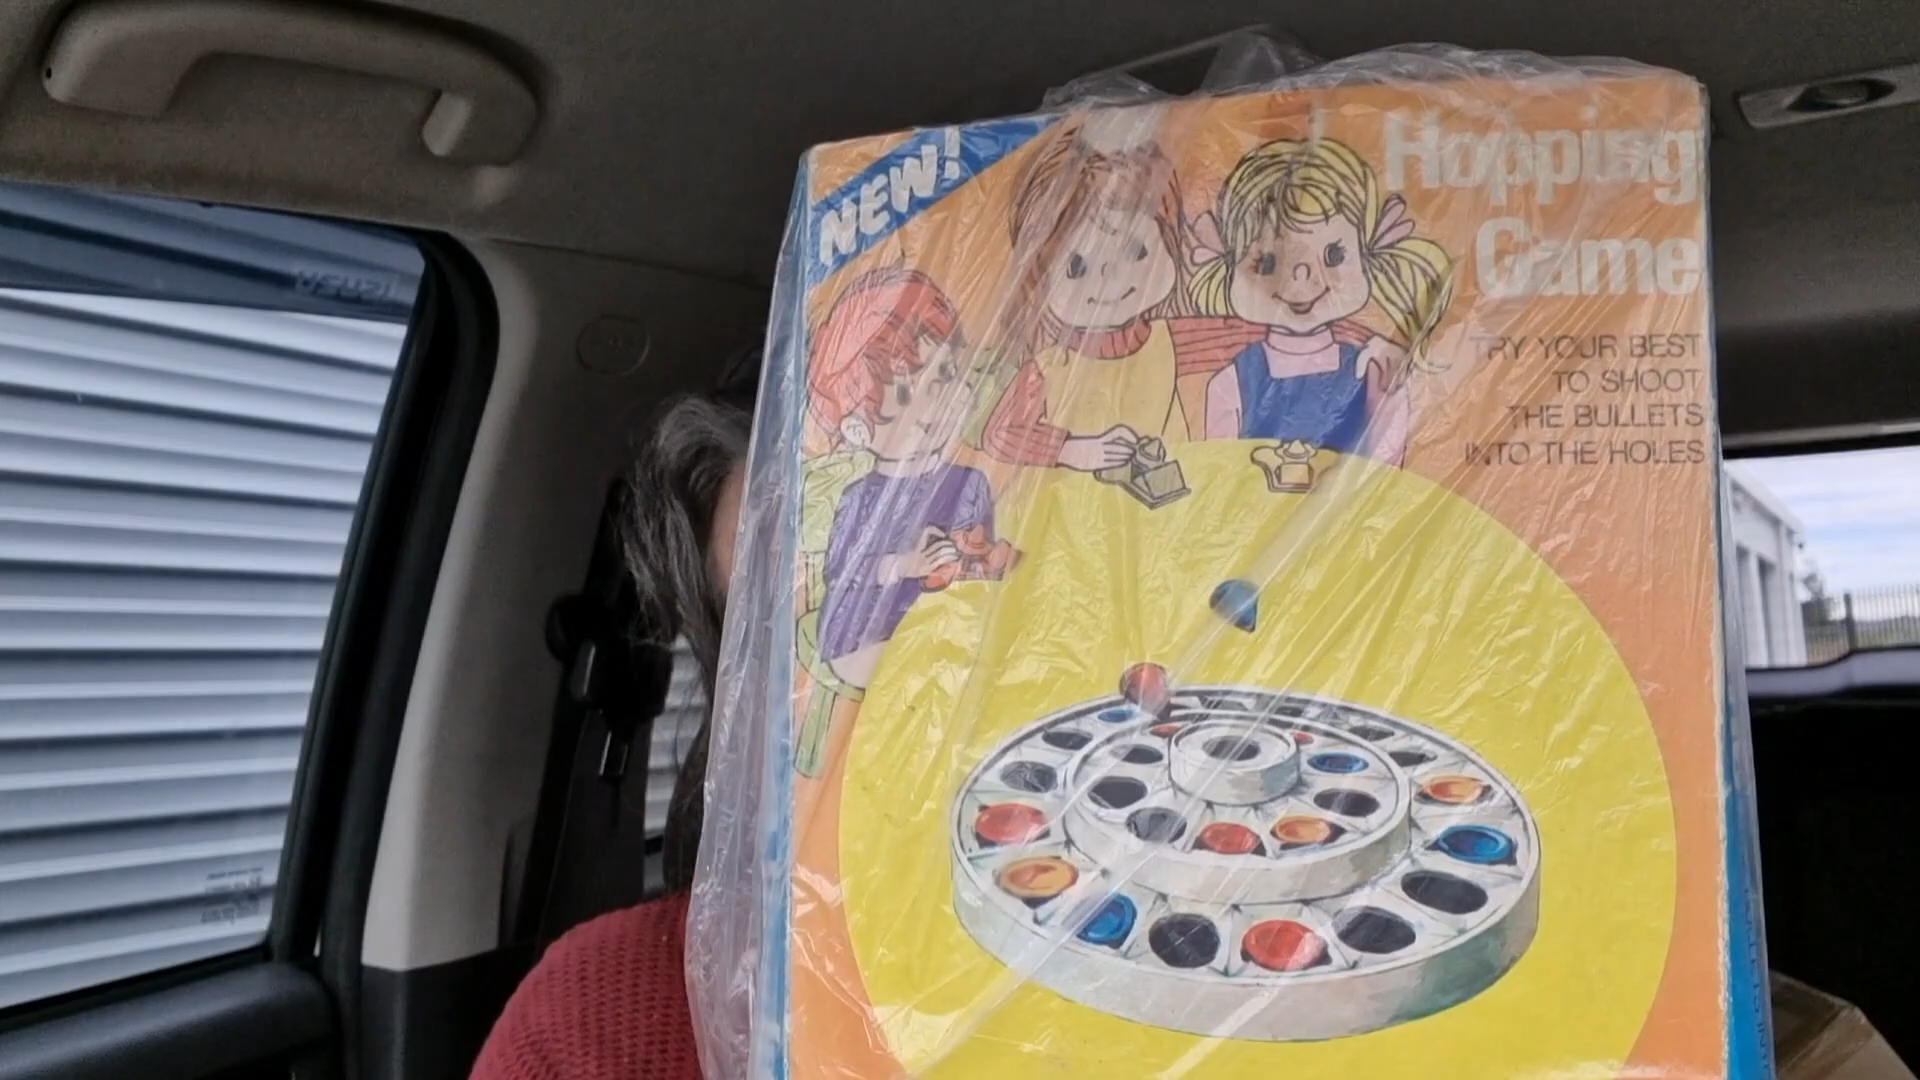 NEW!
Hopping
Game
TRY YOUR BEST
TO SHOOT
THE BULLETS
INTO THE HOLES